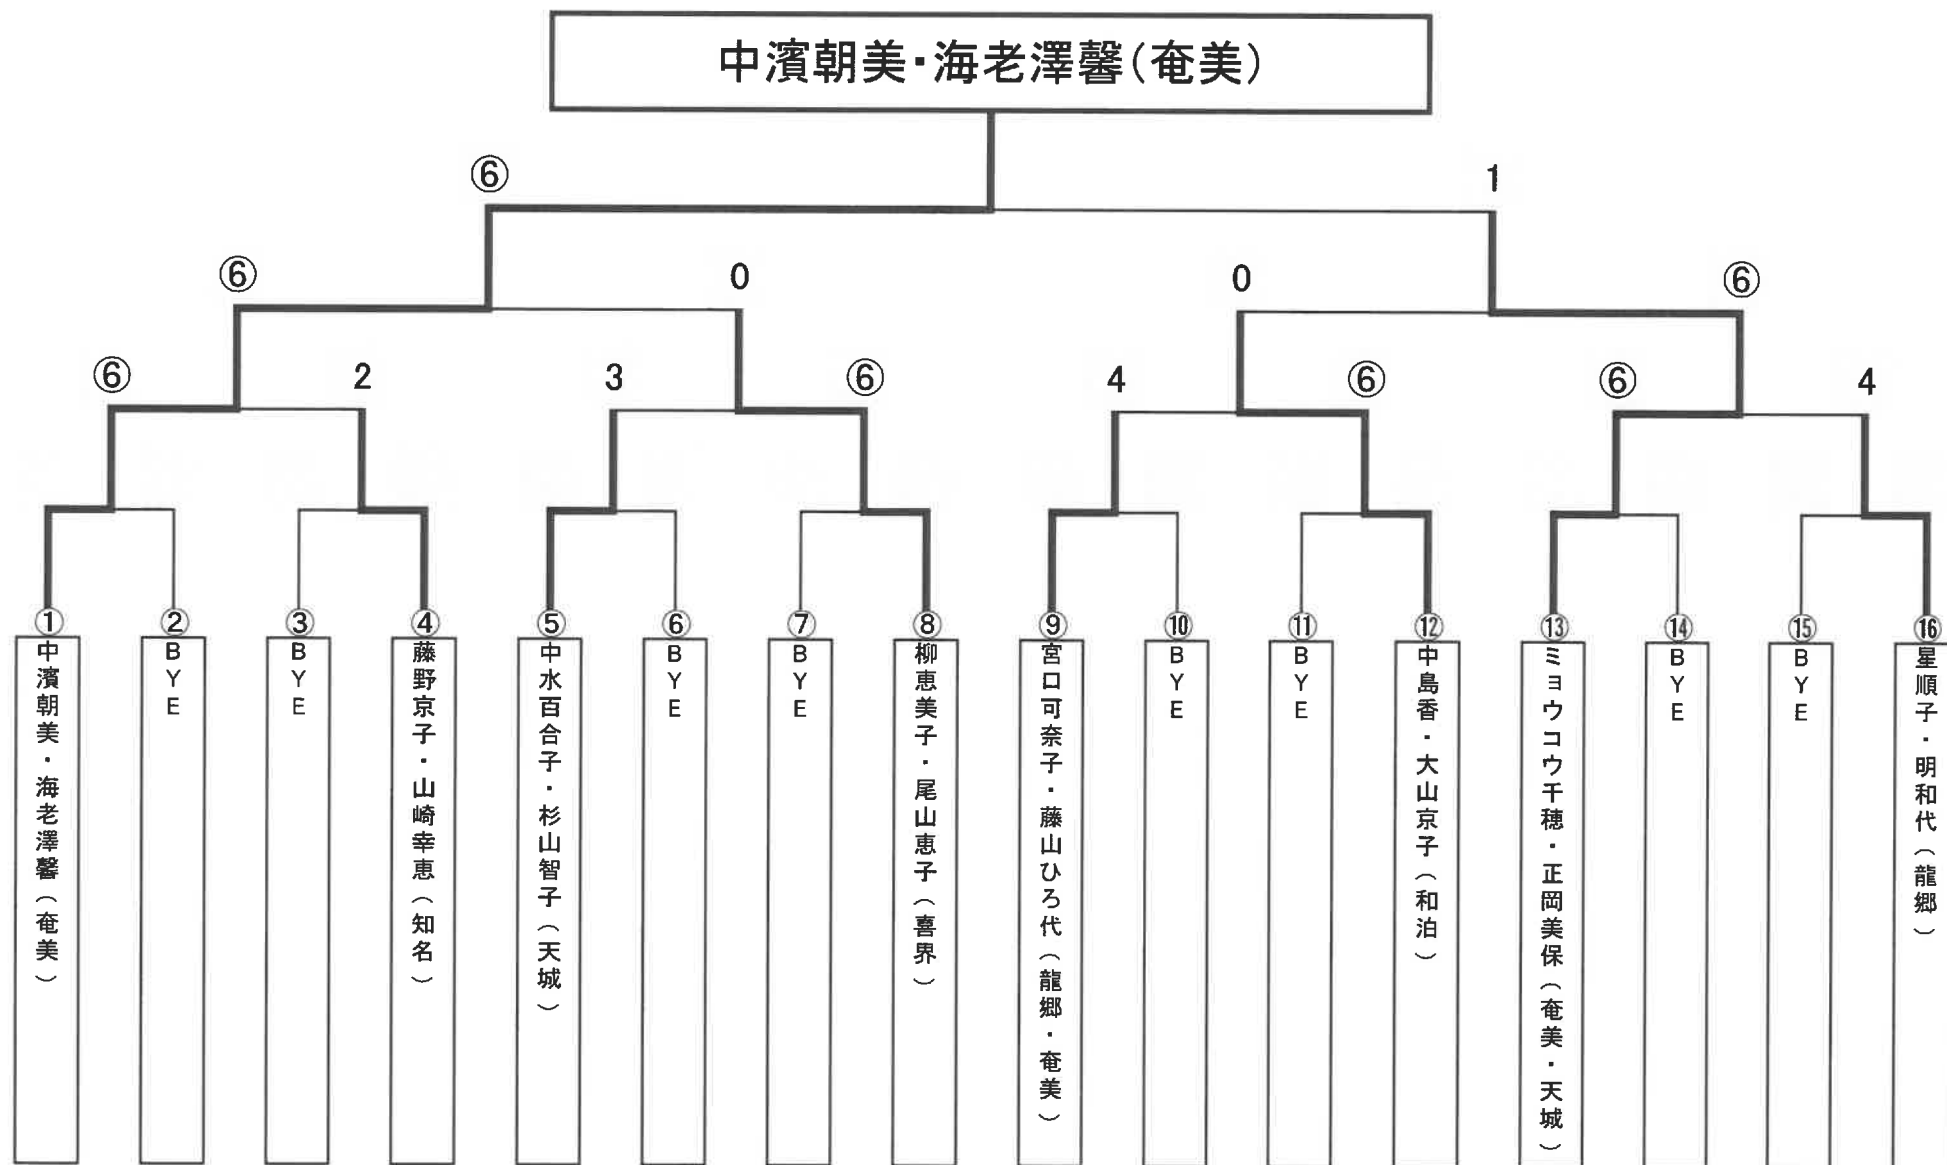 中濱朝美・海老澤馨(奄美)
⑥ 1
⑥ 0 0 ⑥
⑥ 2 3 ⑥ 4 ⑥ ⑥ 4
① ② ③ ④ ⑤ ⑥ ⑦ ⑧ ⑨ ⑩ ⑪ ⑫ ⑬ ⑭ ⑮ ⑯
中濱朝美・海老澤馨(奄美)
BYE
BYE
藤野京子・山崎幸恵(知名)
中水百合子・杉山智子(天城)
BYE
BYE
柳恵美子・尾山恵子(喜界)
宮口可奈子・藤山ひろ代(龍郷・奄美)
BYE
BYE
中島香・大山京子(和泊)
ミョウコウ千穂・正岡美保(奄美・天城)
BYE
BYE
星順子・明和代(龍郷)